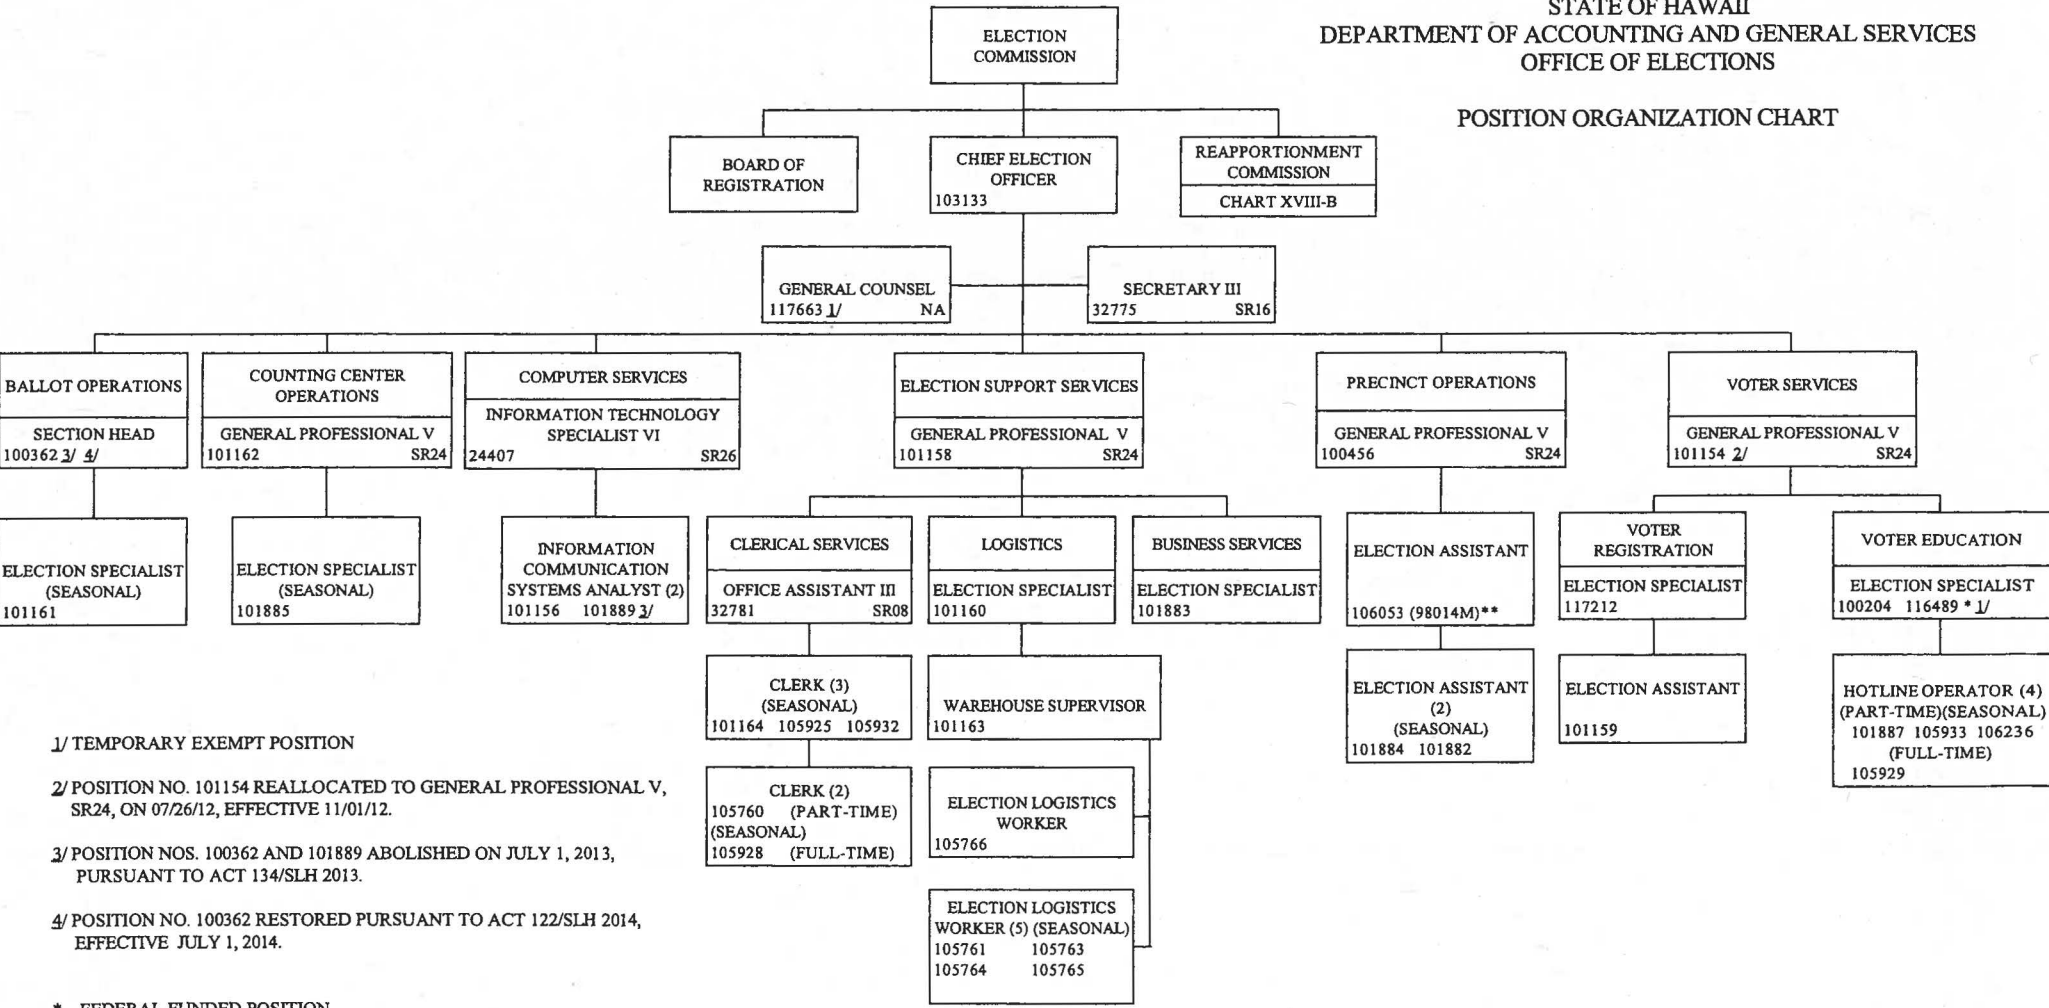 STATE OF HAWAII
DEPARTMENT OF ACCOUNTING AND GENERAL SERVICES
OFFICE OF ELECTIONS
POSITION ORGANIZATION CHART
ELECTION
COMMISSION
BOARD OF
REGISTRATION
CHIEF ELECTION
OFFICER
103133
REAPPORTIONMENT
COMMISSION
CHART XVIII-B
GENERAL COUNSEL
117663 1/ NA
SECRETARY III
32775 SR16
BALLOT OPERATIONS
SECTION HEAD
100362 3/ 4/
COUNTING CENTER
OPERATIONS
GENERAL PROFESSIONAL V
101162 SR24
COMPUTER SERVICES
INFORMATION TECHNOLOGY
SPECIALIST VI
24407 SR26
ELECTION SUPPORT SERVICES
GENERAL PROFESSIONAL V
101158 SR24
PRECINCT OPERATIONS
GENERAL PROFESSIONAL V
100456 SR24
VOTER SERVICES
GENERAL PROFESSIONAL V
101154 2/ SR24
ELECTION SPECIALIST
(SEASONAL)
101161
ELECTION SPECIALIST
(SEASONAL)
101885
INFORMATION
COMMUNICATION
SYSTEMS ANALYST (2)
101156 101889 3/
CLERICAL SERVICES
OFFICE ASSISTANT III
32781 SR08
LOGISTICS
ELECTION SPECIALIST
101160
BUSINESS SERVICES
ELECTION SPECIALIST
101883
ELECTION ASSISTANT
106053 (98014M)**
VOTER
REGISTRATION
ELECTION SPECIALIST
117212
VOTER EDUCATION
ELECTION SPECIALIST
100204 116489 * 1/
CLERK (3)
(SEASONAL)
101164 105925 105932
WAREHOUSE SUPERVISOR
101163
ELECTION ASSISTANT
(2)
(SEASONAL)
101884 101882
ELECTION ASSISTANT
101159
HOTLINE OPERATOR (4)
(PART-TIME)(SEASONAL)
101887 105933 106236
(FULL-TIME)
105929
CLERK (2)
105760 (PART-TIME)
(SEASONAL)
105928 (FULL-TIME)
ELECTION LOGISTICS
WORKER
105766
ELECTION LOGISTICS
WORKER (5) (SEASONAL)
105761 105763
105764 105765
1/ TEMPORARY EXEMPT POSITION
2/ POSITION NO. 101154 REALLOCATED TO GENERAL PROFESSIONAL V,
SR24, ON 07/26/12, EFFECTIVE 11/01/12.
3/ POSITION NOS. 100362 AND 101889 ABOLISHED ON JULY 1, 2013,
PURSUANT TO ACT 134/SLH 2013.
4/ POSITION NO. 100362 RESTORED PURSUANT TO ACT 122/SLH 2014,
EFFECTIVE JULY 1, 2014.
* FEDERAL FUNDED POSITION